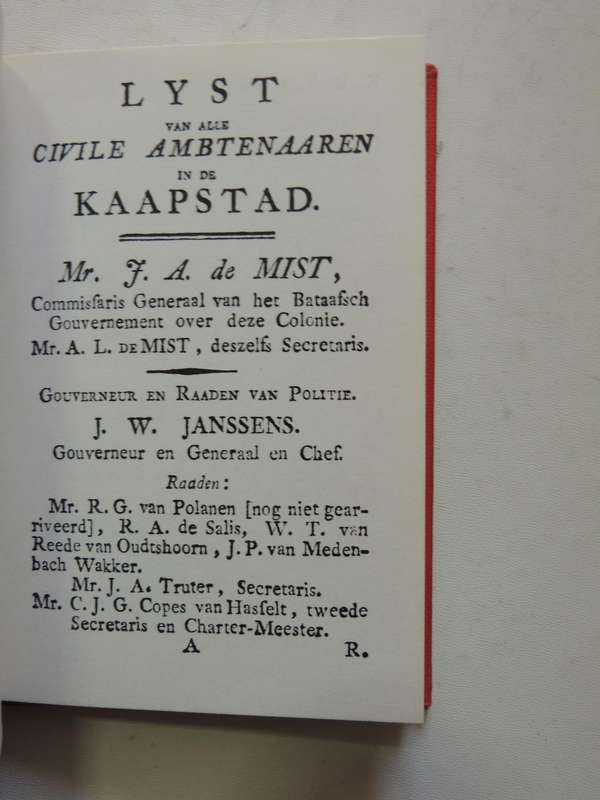 LYST
VAN ALLE
CIVILE AMBTENAAREN
IN DE
KAAPSTAD.
Mr. J. A. de MIST,
Commiſſaris Generaal van het Bataafſch
Gouvernement over deze Colonie.
Mr. A. L. DE MIST, deszelfs Secretaris.
GOUVERNEUR EN RAADEN VAN POLITIE.
J. W. JANSSENS.
Gouverneur en Generaal en Chef.
Raaden:
Mr. R. G. van Polanen [nog niet gear-
riveerd], R. A. de Salis, W. T. van
Reede van Oudtshoorn, J. P. van Meden-
bach Wakker.
Mr. J. A. Truter, Secretaris.
Mr. C. J. G. Copes van Haſſelt, tweede
Secretaris en Charter-Meester.
A R.